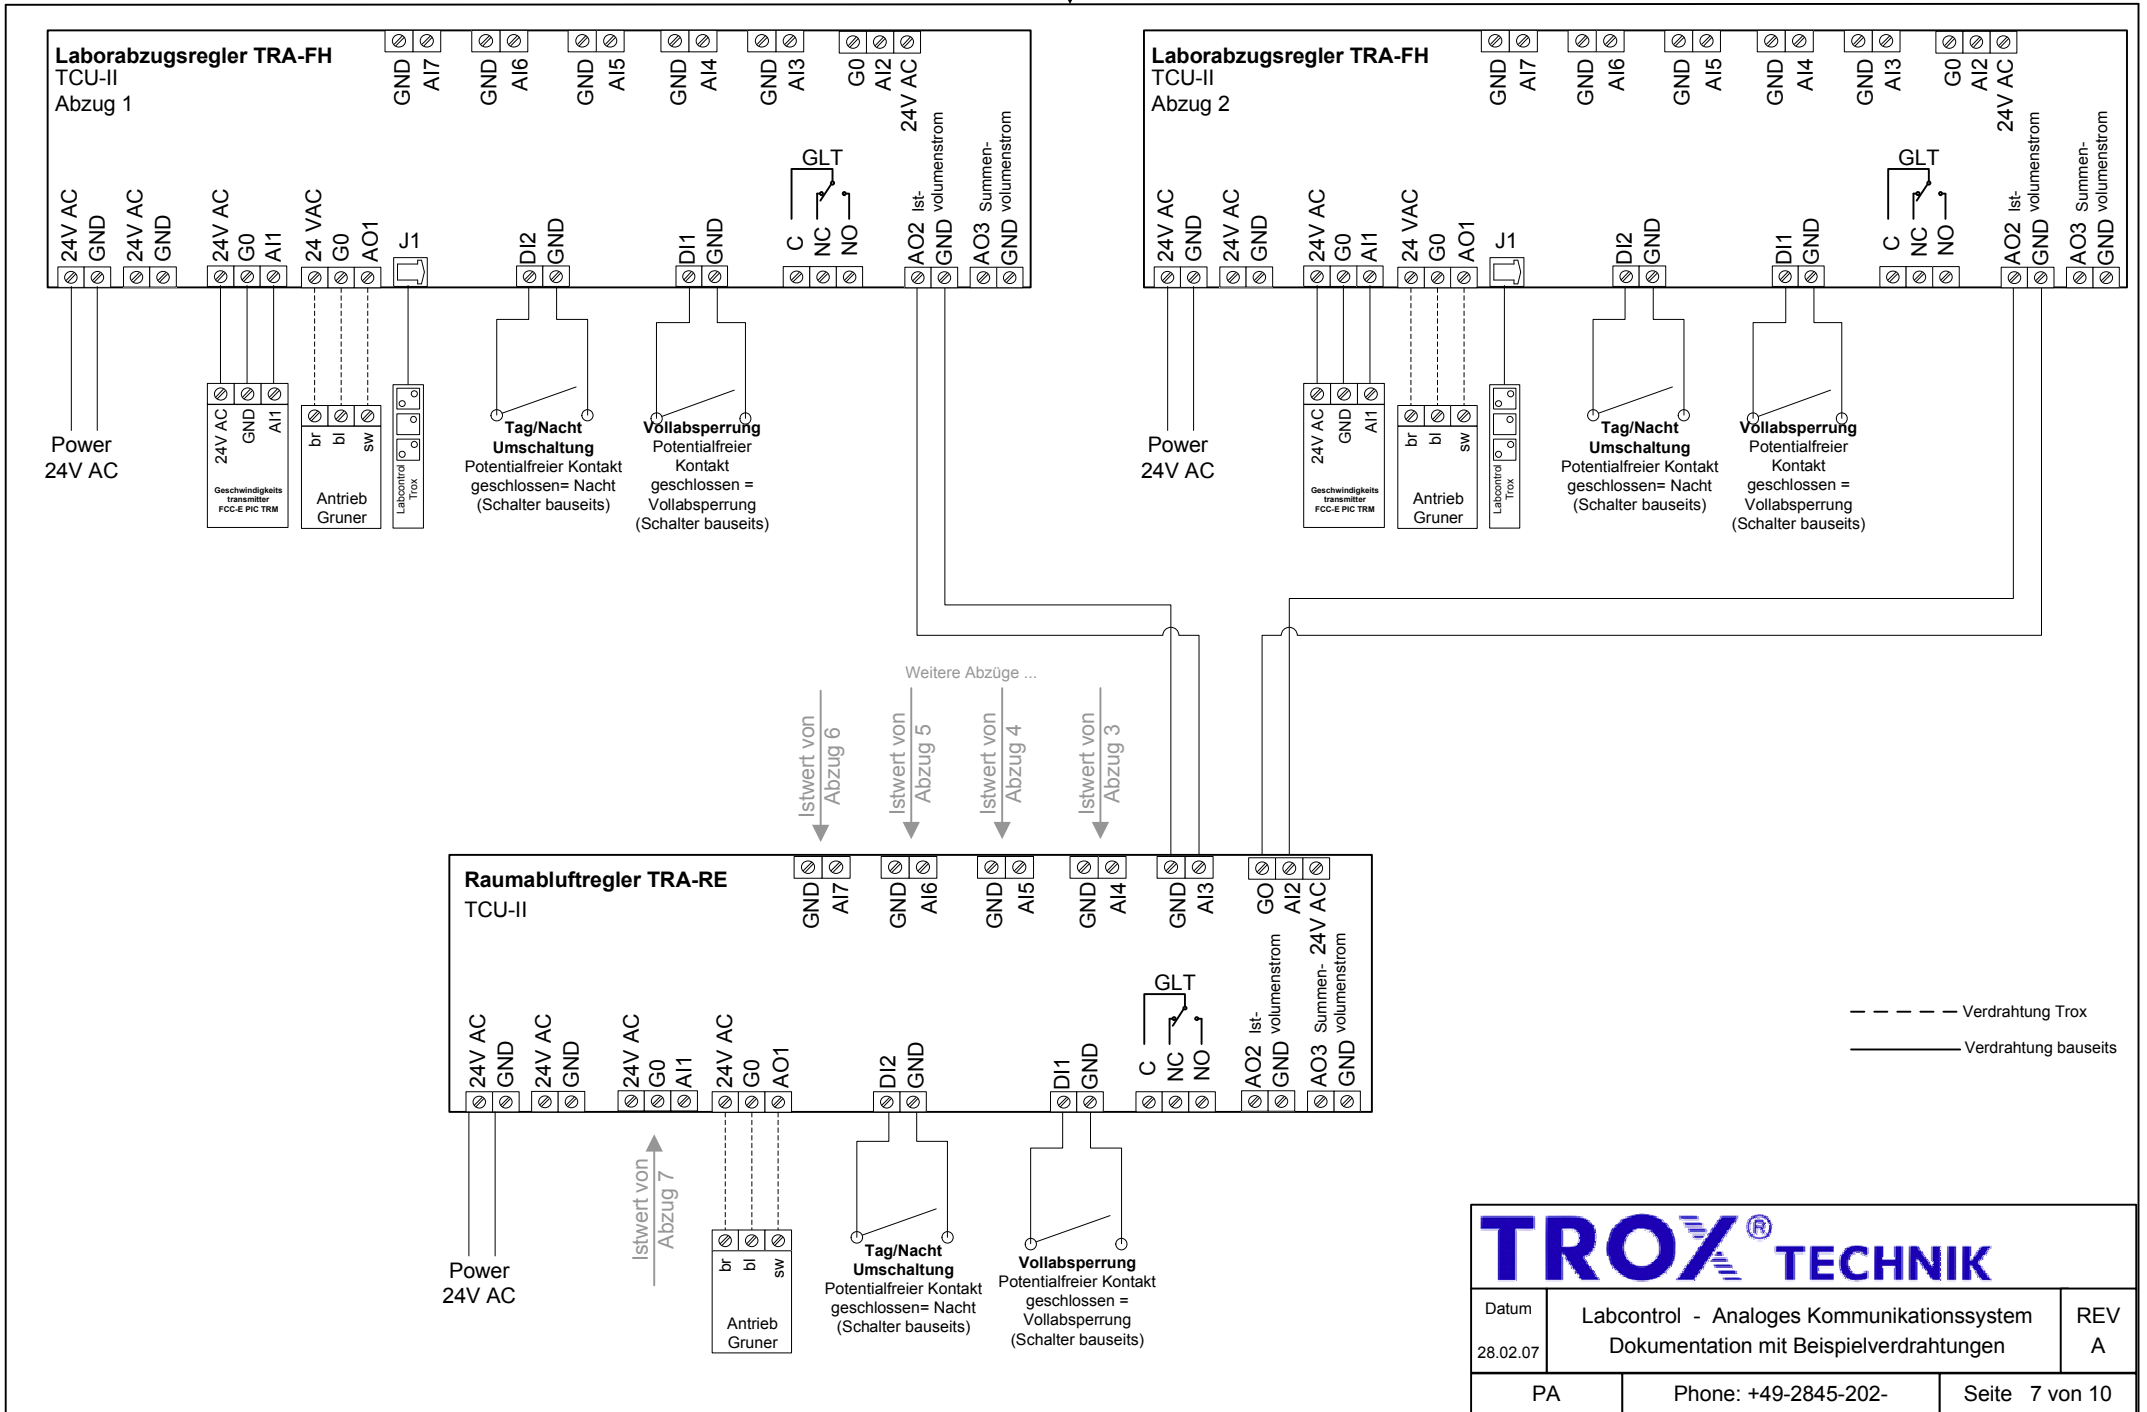 Laborabzugsregler TRA-FH
TCU-II
Abzug 1
GND AI7
GND AI6
GND AI5
GND AI4
GND AI3
G0 AI2 24V AC
24V AC GND
24V AC GND
24V AC G0 AI1
24 VAC G0 AO1
J1
DI2 GND
DI1 GND
GLT
C NC NO
AO2 Ist-
GND volumenstrom
AO3 Summen-
GND volumenstrom
Power
24V AC
24V AC GND AI1
Geschwindigkeits
transmitter
FCC-E PIC TRM
br bl sw
Antrieb
Gruner
Labcontrol
Trox
Tag/Nacht
Umschaltung
Potentialfreier Kontakt
geschlossen= Nacht
(Schalter bauseits)
Vollabsperrung
Potentialfreier
Kontakt
geschlossen =
Vollabsperrung
(Schalter bauseits)
Laborabzugsregler TRA-FH
TCU-II
Abzug 2
GND AI7
GND AI6
GND AI5
GND AI4
GND AI3
G0 AI2 24V AC
24V AC GND
24V AC GND
24V AC G0 AI1
24 VAC G0 AO1
J1
DI2 GND
DI1 GND
GLT
C NC NO
AO2 Ist-
GND volumenstrom
AO3 Summen-
GND volumenstrom
Power
24V AC
24V AC GND AI1
Geschwindigkeits
transmitter
FCC-E PIC TRM
br bl sw
Antrieb
Gruner
Labcontrol
Trox
Tag/Nacht
Umschaltung
Potentialfreier Kontakt
geschlossen= Nacht
(Schalter bauseits)
Vollabsperrung
Potentialfreier
Kontakt
geschlossen =
Vollabsperrung
(Schalter bauseits)
Weitere Abzüge ...
Istwert von
Abzug 6
Istwert von
Abzug 5
Istwert von
Abzug 4
Istwert von
Abzug 3
Raumabluftregler TRA-RE
TCU-II
GND AI7
GND AI6
GND AI5
GND AI4
GND AI3
GO AI2 24V AC
24V AC GND
24V AC GND
24V AC G0 AI1
24V AC G0 AO1
DI2 GND
DI1 GND
GLT
C NC NO
AO2 Ist-
GND volumenstrom
AO3 Summen-
GND volumenstrom
Power
24V AC
Istwert von
Abzug 7
br bl sw
Antrieb
Gruner
Tag/Nacht
Umschaltung
Potentialfreier Kontakt
geschlossen= Nacht
(Schalter bauseits)
Vollabsperrung
Potentialfreier Kontakt
geschlossen =
Vollabsperrung
(Schalter bauseits)
Verdrahtung Trox
Verdrahtung bauseits
TROX® TECHNIK
Datum
28.02.07
Labcontrol - Analoges Kommunikationssystem
Dokumentation mit Beispielverdrahtungen
REV
A
PA
Phone: +49-2845-202-
Seite 7 von 10